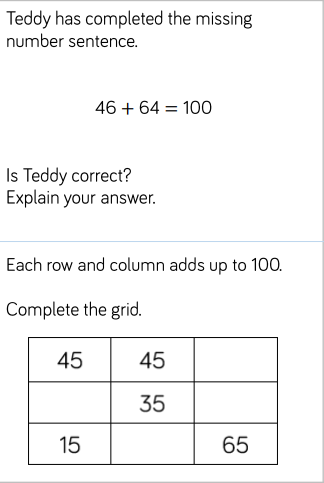 Teddy has completed the missing
number sentence.
46 + 64 = 100
Is Teddy correct?
Explain your answer.
Each row and column adds up to 100.
Complete the grid.
45 45
35
15 65